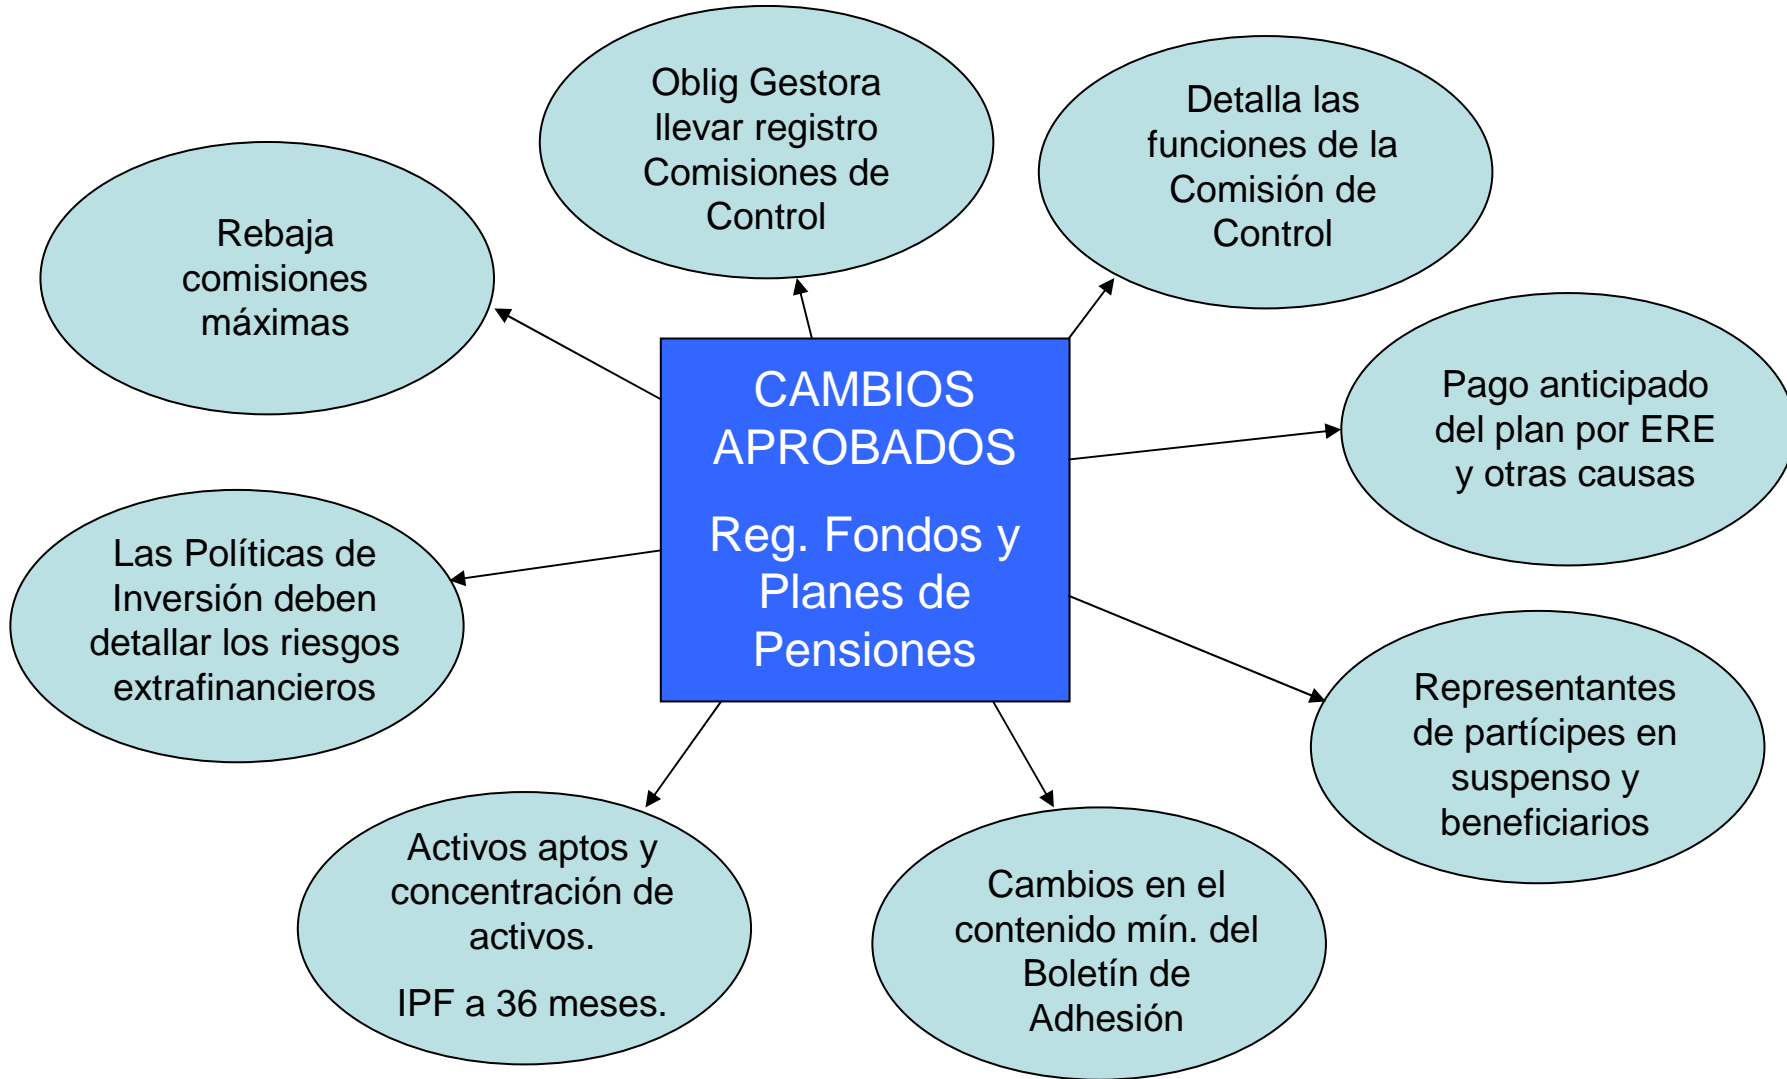 Oblig Gestora
llevar registro
Comisiones de
Control
Detalla las
funciones de la
Comisión de
Control
Rebaja
comisiones
máximas
CAMBIOS
APROBADOS
Reg. Fondos y
Planes de
Pensiones
Pago anticipado
del plan por ERE
y otras causas
Las Políticas de
Inversión deben
detallar los riesgos
extrafinancieros
Representantes
de partícipes en
suspenso y
beneficiarios
Activos aptos y
concentración de
activos.
IPF a 36 meses.
Cambios en el
contenido mín. del
Boletín de
Adhesión